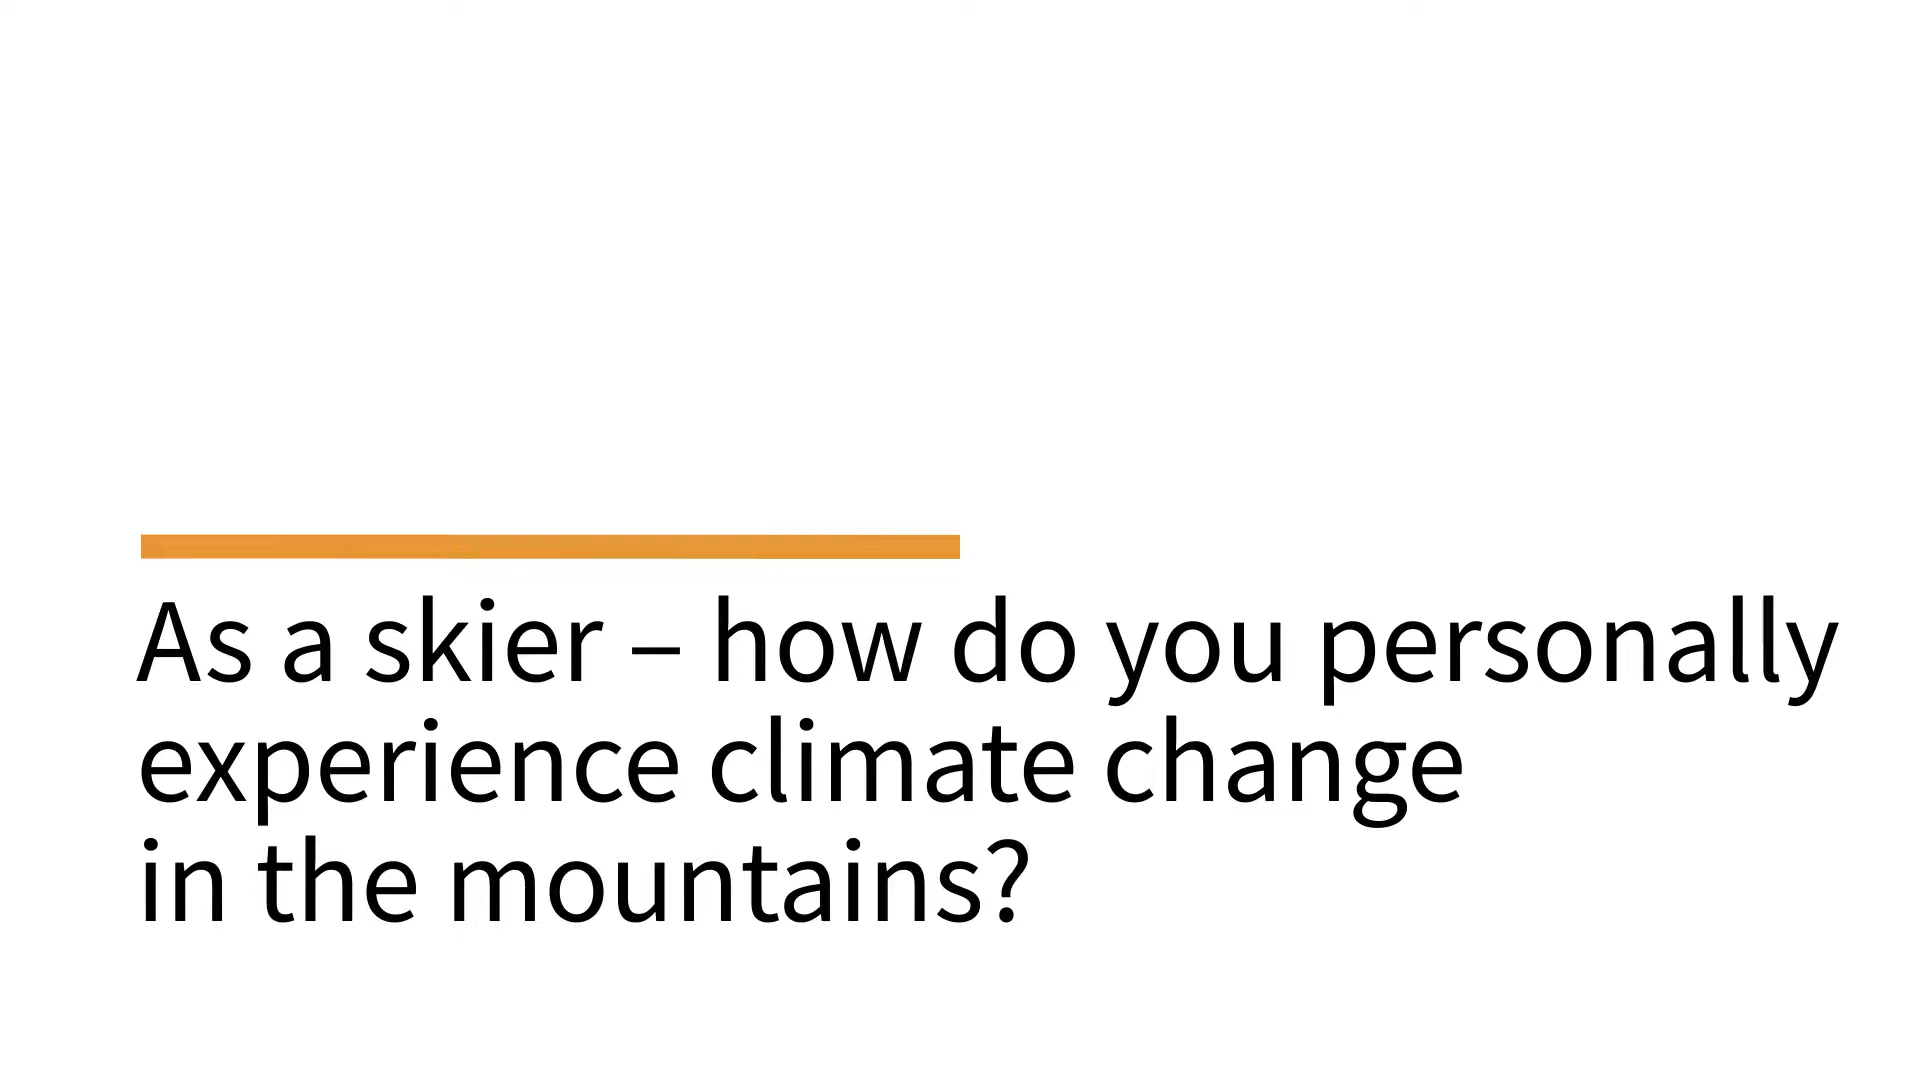 As a skier – how do you personally
experience climate change
in the mountains?